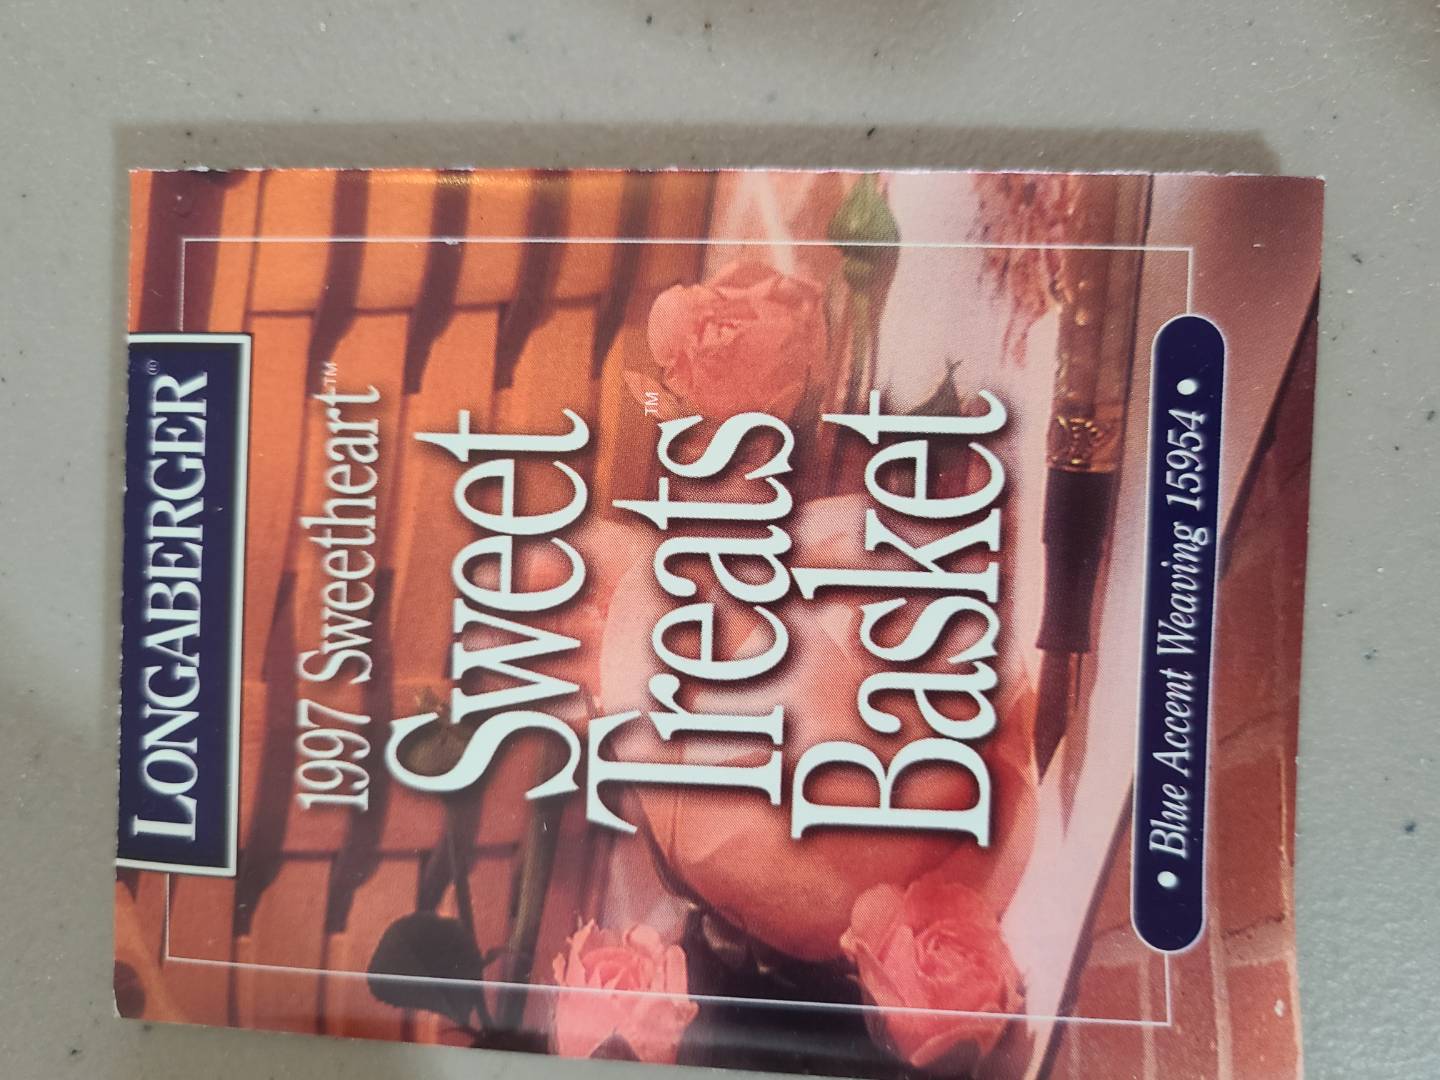 LONGABERGER®
1997 Sweetheart™
Sweet
Treats™
Basket
• Blue Accent Weaving 15954 •